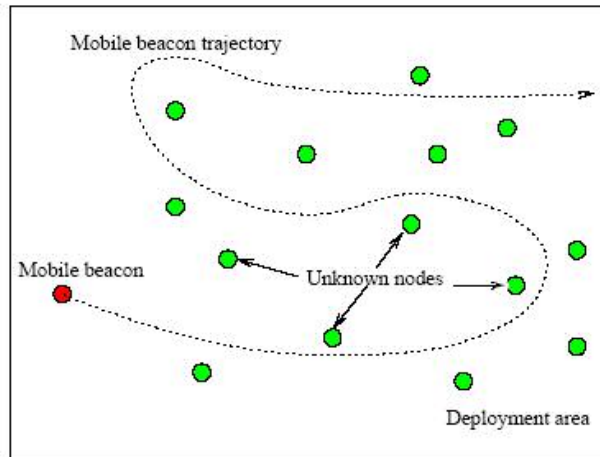 Mobile beacon trajectory
Mobile beacon
Unknown nodes
Deployment area